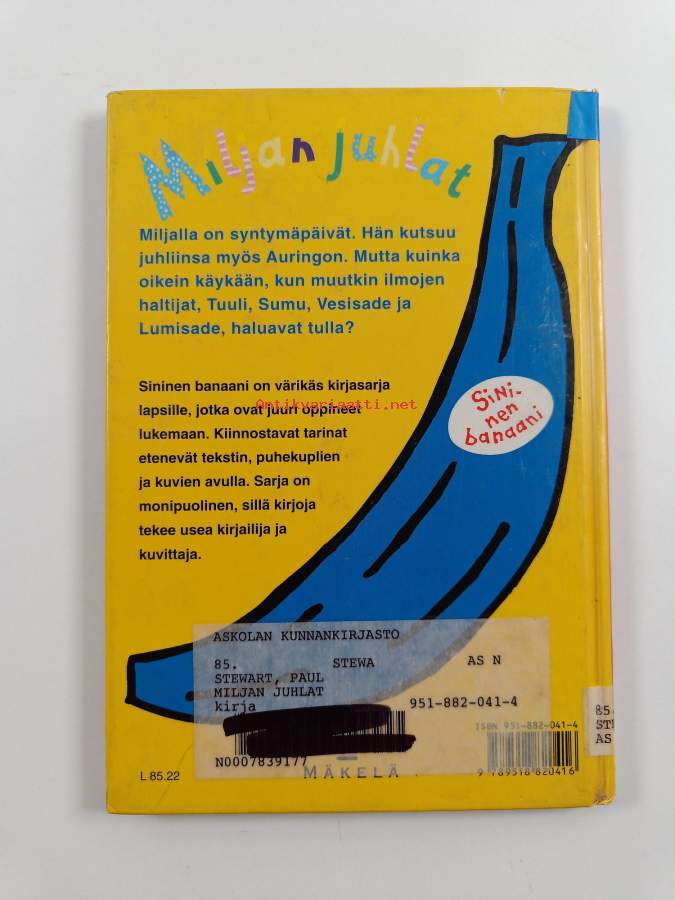 Miljan juhlat
Miljalla on syntymäpäivät. Hän kutsuu
juhliinsa myös Auringon. Mutta kuinka
oikein käykään, kun muutkin ilmojen
haltijat, Tuuli, Sumu, Vesisade ja
Lumisade, haluavat tulla?
Sininen banaani on värikäs kirjasarja
lapsille, jotka ovat juuri oppineet
Antikvariaatti.net
lukemaan. Kiinnostavat tarinat
etenevät tekstin, puhekuplien
ja kuvien avulla. Sarja on
monipuolinen, sillä kirjoja
tekee usea kirjailija ja
kuvittaja.
Sini-
nen
banaani
ASKOLAN KUNNANKIRJASTO
85. STEWA AS N
STEWART, PAUL
MILJAN JUHLAT
kirja 951-882-041-4
N0007839177
MÄKELÄ
L 85.22
ISBN 951-882-041-4
9 789518 820416
85.
STE
AS